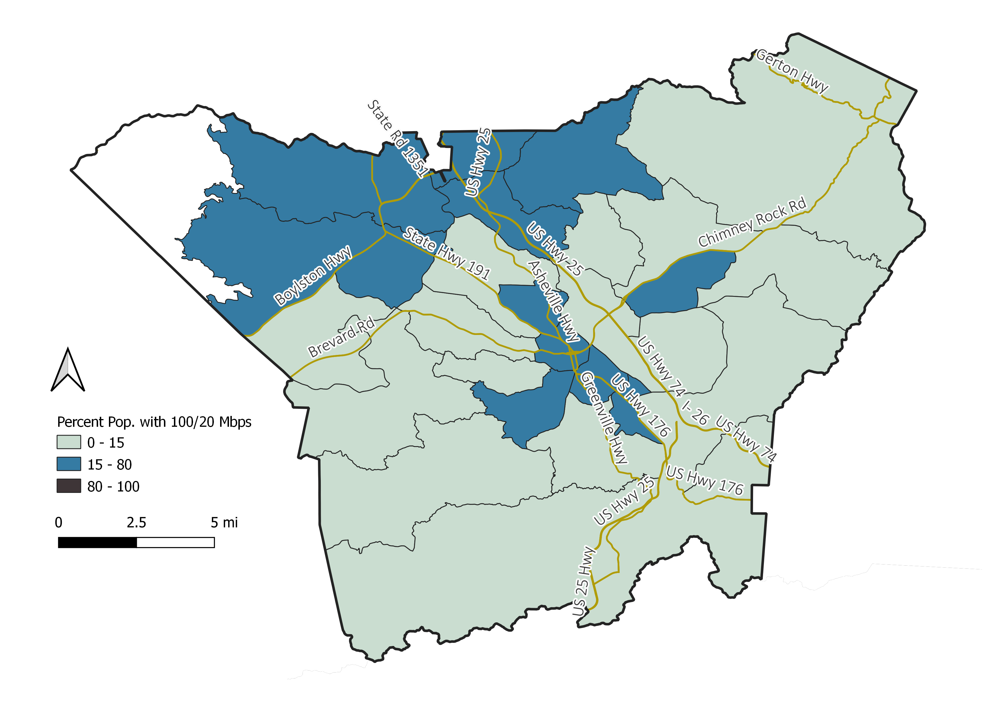 Gerton Hwy
State Rd 1351
US Hwy 25
Chimney Rock Rd
US Hwy 25
State Hwy 191
Boylston Hwy
Asheville Hwy
Brevard Rd
US Hwy 74
Greenville Hwy
US Hwy 176
I- 26
US Hwy 74
US Hwy 176
US Hwy 25
US 25 Hwy
Percent Pop. with 100/20 Mbps
0 - 15
15 - 80
80 - 100
0 2.5 5 mi